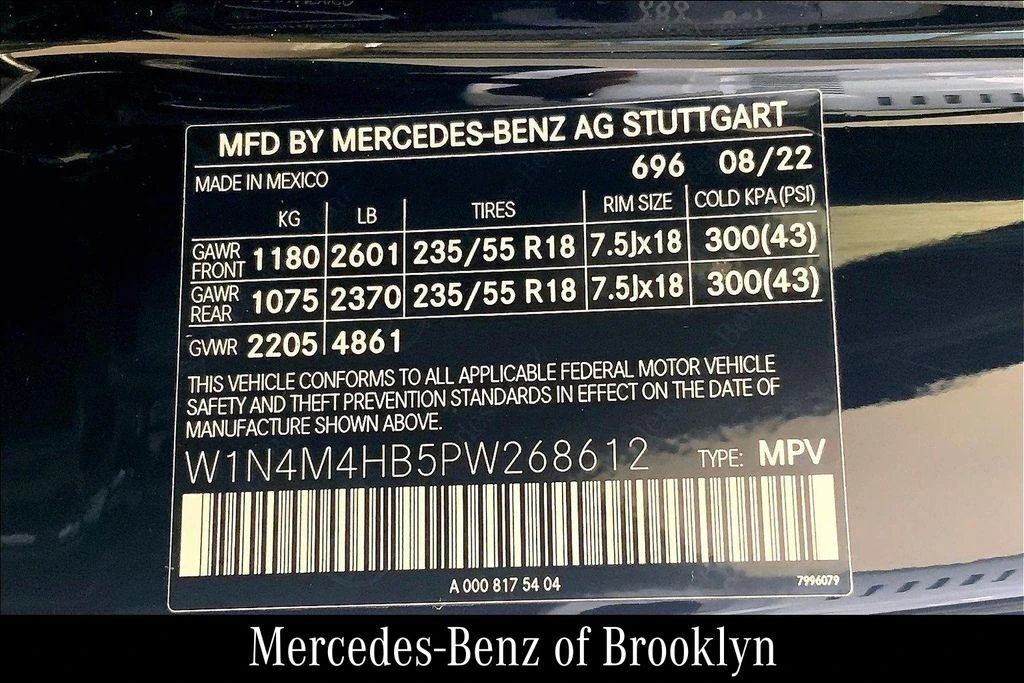 MFD BY MERCEDES-BENZ AG STUTTGART
696 08/22
MADE IN MEXICO
KG LB TIRES RIM SIZE COLD KPA (PSI)
GAWR FRONT 1180 2601 235/55 R18 7.5Jx18 300(43)
GAWR REAR 1075 2370 235/55 R18 7.5Jx18 300(43)
GVWR 2205 4861
THIS VEHICLE CONFORMS TO ALL APPLICABLE FEDERAL MOTOR VEHICLE
SAFETY AND THEFT PREVENTION STANDARDS IN EFFECT ON THE DATE OF
MANUFACTURE SHOWN ABOVE.
W1N4M4HB5PW268612 TYPE: MPV
A 000 817 54 04 7996079
Mercedes-Benz of Brooklyn